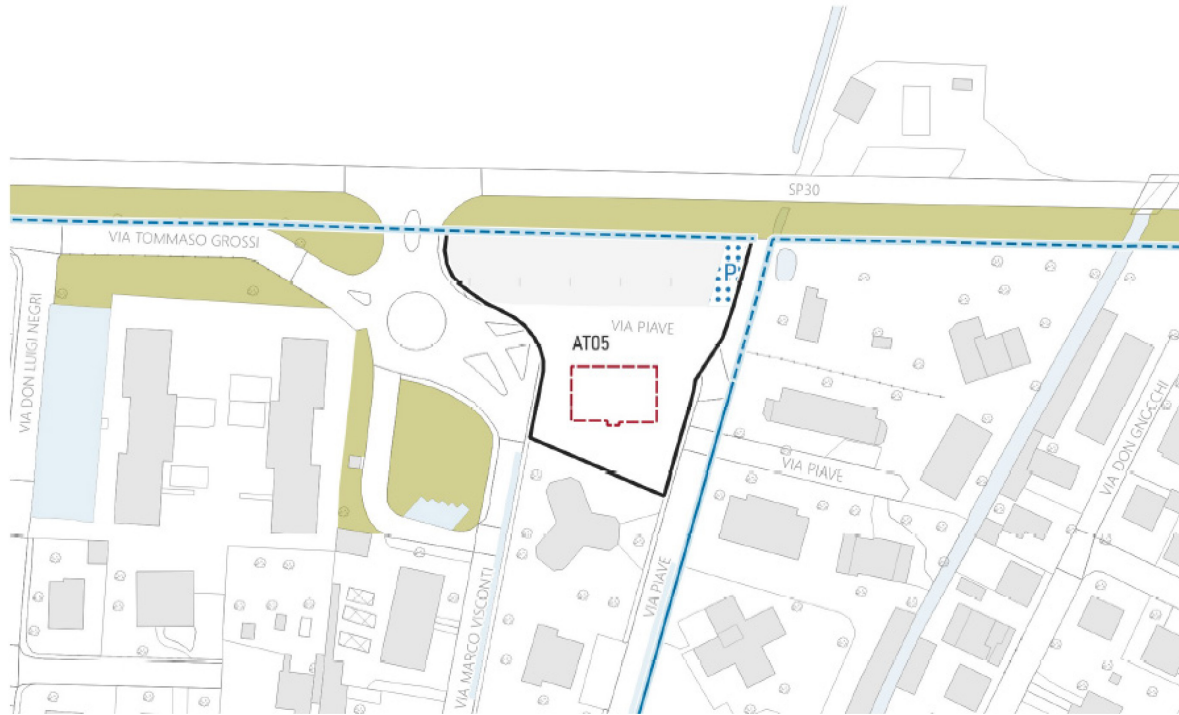 SP30
VIA TOMMASO GROSSI
P
VIA DON LUIGI NEGRI
VIA PIAVE
AT05
VIA DON GNOCCHI
VIA PIAVE
VIA PIAVE
VIA MARCO VISCONTI